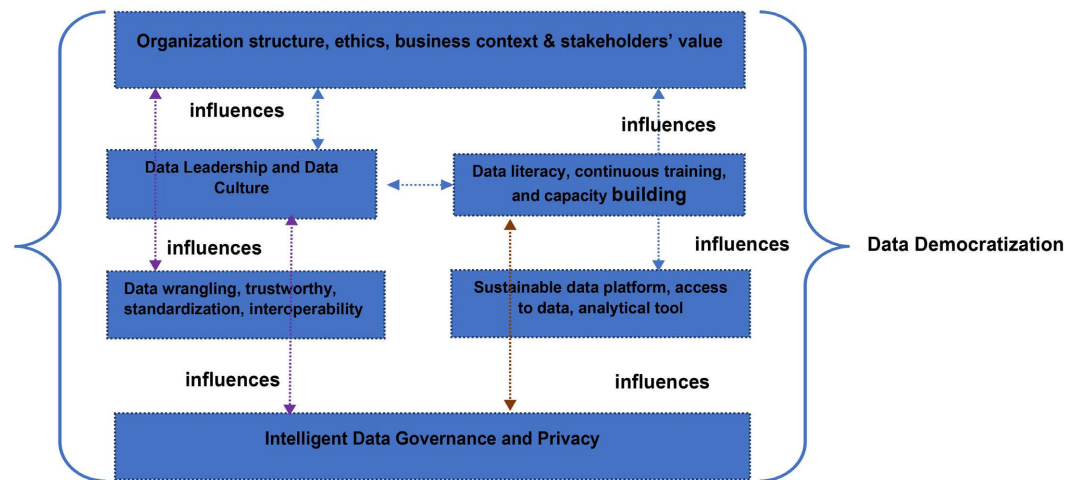 Organization structure, ethics, business context & stakeholders’ value
influences
influences
Data Leadership and Data
Culture
Data literacy, continuous training,
and capacity building
influences
influences
Data Democratization
Data wrangling, trustworthy,
standardization, interoperability
Sustainable data platform, access
to data, analytical tool
influences
influences
Intelligent Data Governance and Privacy